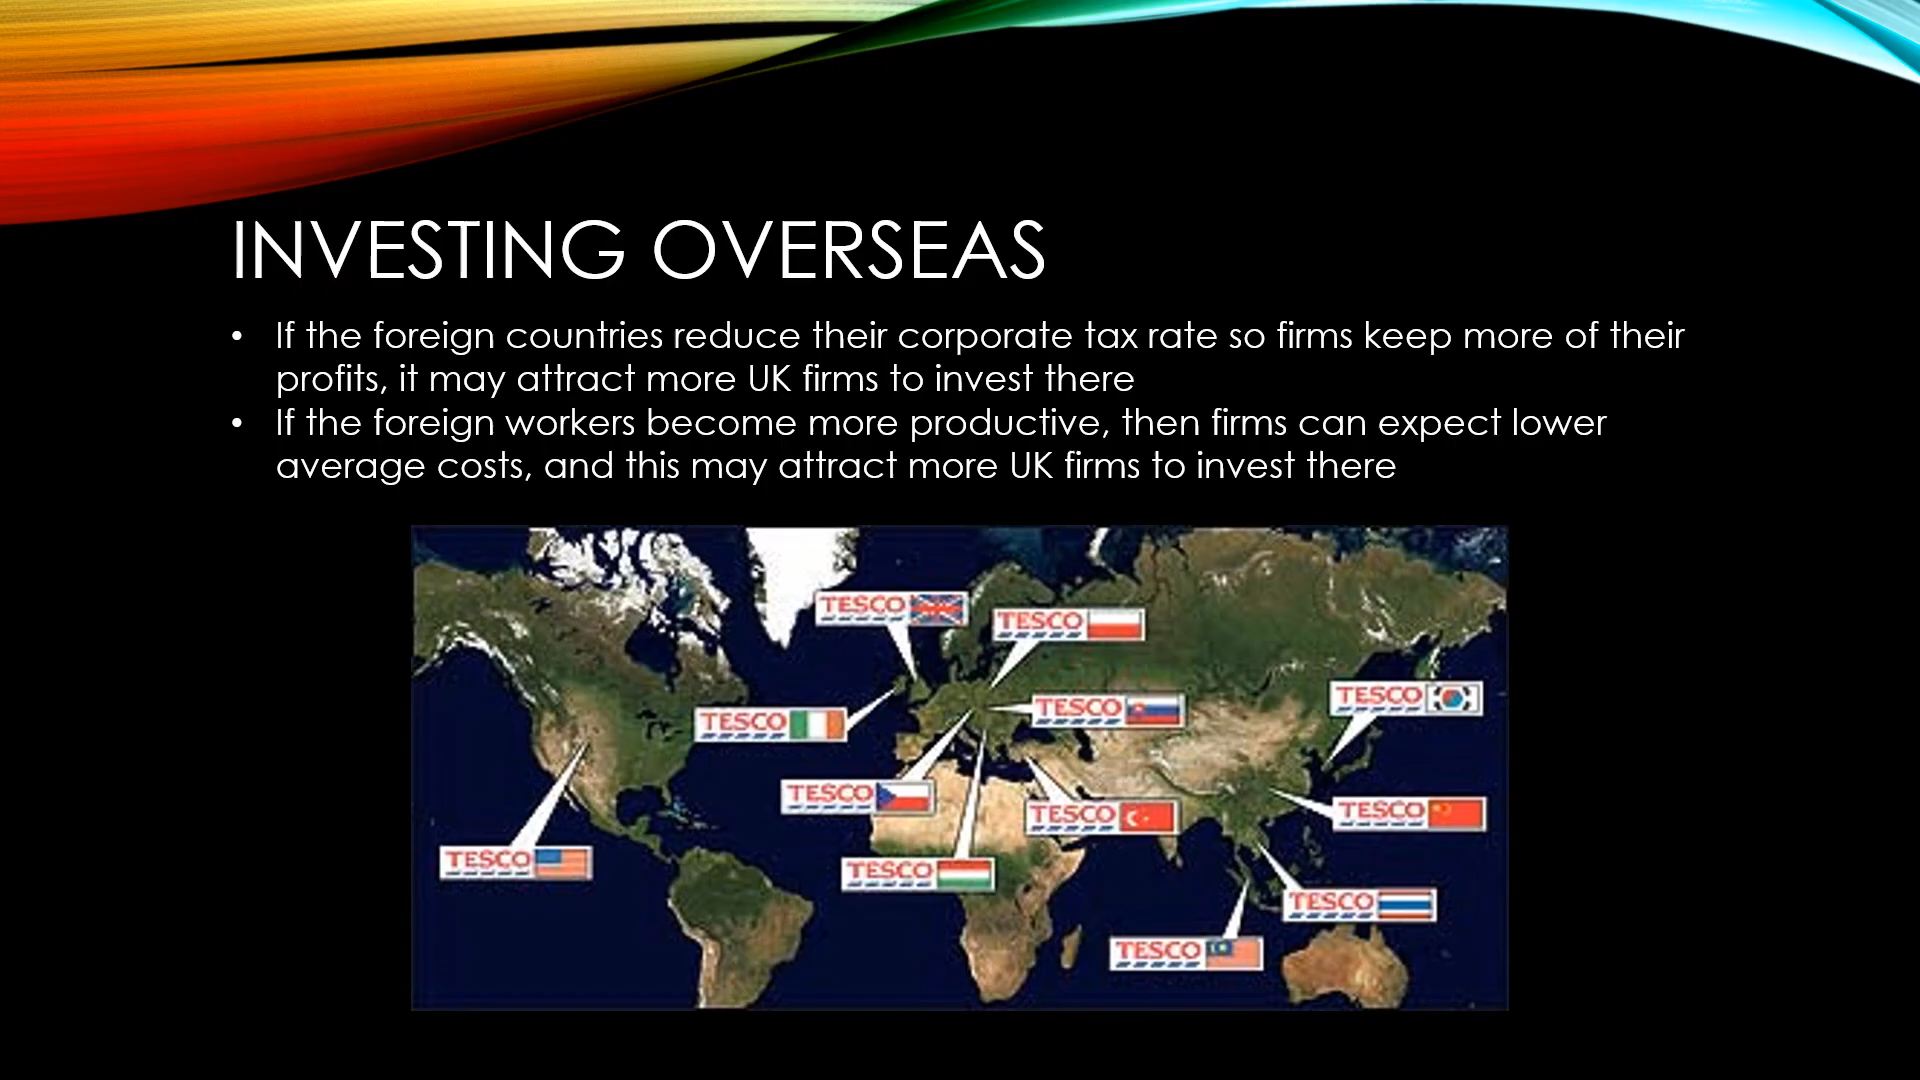 INVESTING OVERSEAS
• If the foreign countries reduce their corporate tax rate so firms keep more of their
profits, it may attract more UK firms to invest there
• If the foreign workers become more productive, then firms can expect lower
average costs, and this may attract more UK firms to invest there
TESCO
TESCO
TESCO
TESCO
TESCO
TESCO
TESCO
TESCO
TESCO
TESCO
TESCO
TESCO